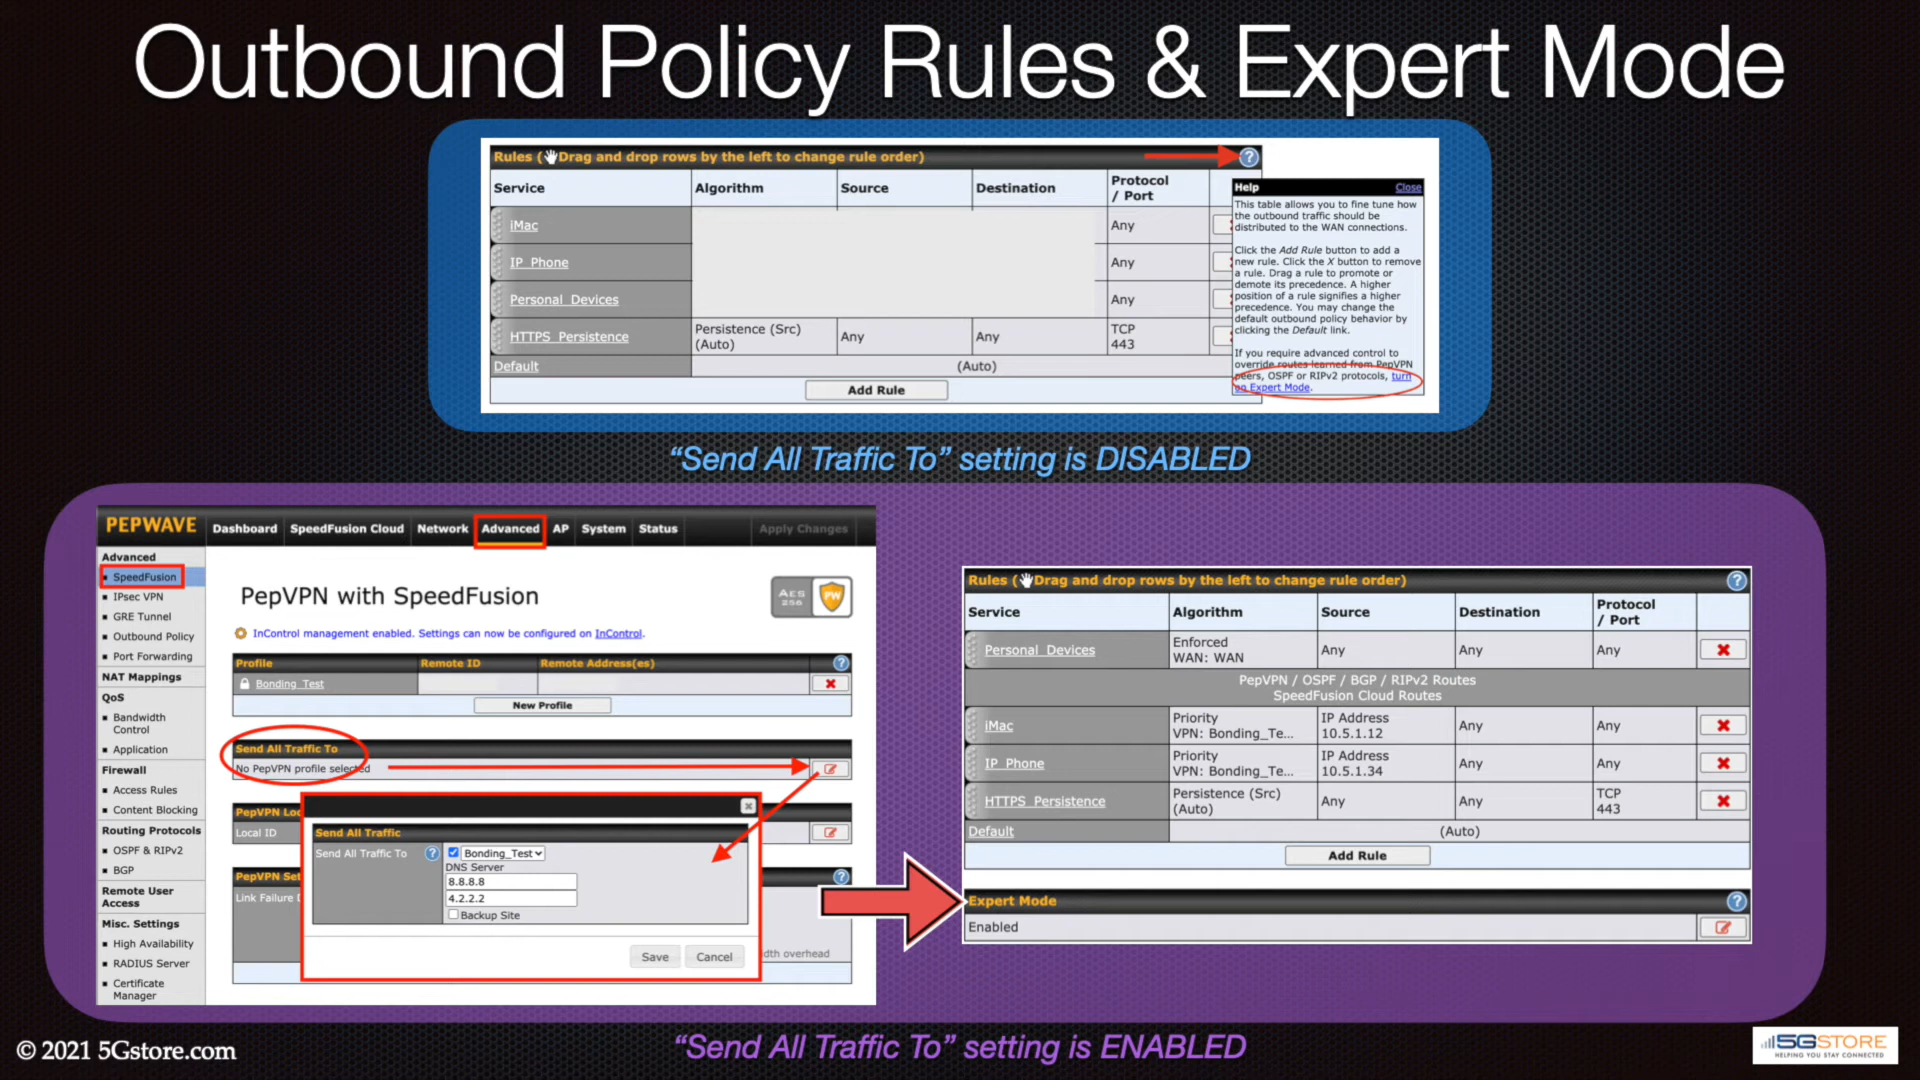 Outbound Policy Rules & Expert Mode
Rules (Drag and drop rows by the left to change rule order) ?
Service Algorithm Source Destination Protocol / Port
iMac Any
IP_Phone Any
Personal_Devices Any
HTTPS_Persistence Persistence (Src) (Auto) Any Any TCP 443
Default (Auto)
Add Rule
Help Close
This table allows you to fine tune how
the outbound traffic should be
distributed to the WAN connections.
Click the Add Rule button to add a
new rule. Click the X button to remove
a rule. Drag a rule to promote or
demote its precedence. A higher
position of a rule signifies a higher
precedence. You may change the
default outbound policy behavior by
clicking the Default link.
If you require advanced control to
override routes learned from PepVPN
peers, OSPF or RIPv2 protocols, turn
on Expert Mode.
“Send All Traffic To” setting is DISABLED
PEPWAVE Dashboard SpeedFusion Cloud Network Advanced AP System Status Apply Changes
Advanced
SpeedFusion
IPsec VPN
GRE Tunnel
Outbound Policy
Port Forwarding
NAT Mappings
QoS
Bandwidth
Control
Application
Firewall
Access Rules
Content Blocking
Routing Protocols
OSPF & RIPv2
BGP
Remote User
Access
Misc. Settings
High Availability
RADIUS Server
Certificate
Manager
PepVPN with SpeedFusion
AES
256
PW
InControl management enabled. Settings can now be configured on InControl.
Profile Remote ID Remote Address(es) ?
Bonding_Test
New Profile
Send All Traffic To
No PepVPN profile selected
PepVPN Loc
Local ID
PepVPN Set ?
Link Failure D
dth overhead
Send All Traffic
Send All Traffic To ? Bonding_Test
DNS Server
8.8.8.8
4.2.2.2
Backup Site
Save Cancel
Rules (Drag and drop rows by the left to change rule order) ?
Service Algorithm Source Destination Protocol / Port
Personal_Devices Enforced WAN: WAN Any Any Any
PepVPN / OSPF / BGP / RIPv2 Routes
SpeedFusion Cloud Routes
iMac Priority VPN: Bonding_Te... IP Address 10.5.1.12 Any Any
IP_Phone Priority VPN: Bonding_Te... IP Address 10.5.1.34 Any Any
HTTPS_Persistence Persistence (Src) (Auto) Any Any TCP 443
Default (Auto)
Add Rule
Expert Mode ?
Enabled
“Send All Traffic To” setting is ENABLED
© 2021 5Gstore.com
5GSTORE
HELPING YOU STAY CONNECTED